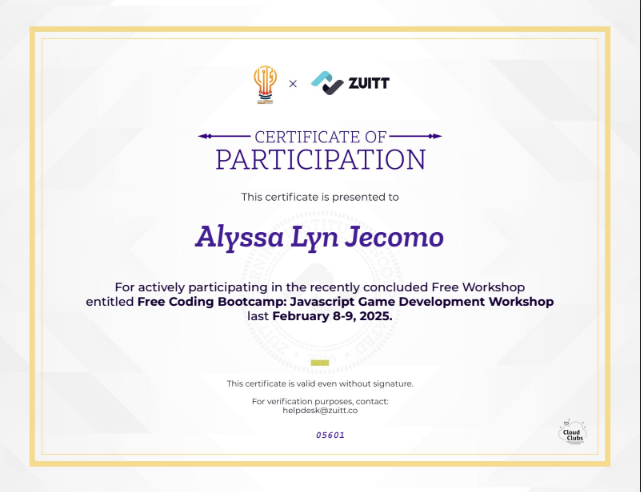 × ZUITT
CERTIFICATE OF
PARTICIPATION
This certificate is presented to
Alyssa Lyn Jecomo
For actively participating in the recently concluded Free Workshop
entitled Free Coding Bootcamp: Javascript Game Development Workshop
last February 8-9, 2025.
This certificate is valid even without signature.
For verification purposes, contact:
helpdesk@zuitt.co
05601
Cloud
Clubs